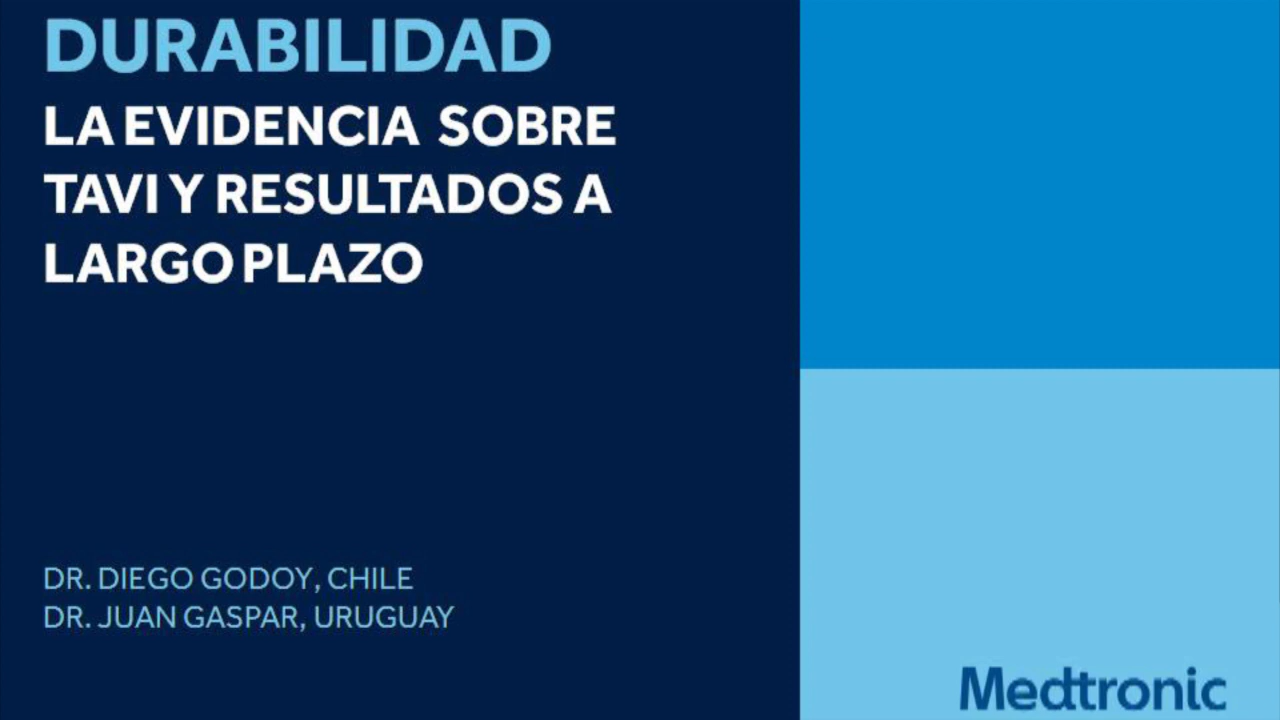 DURABILIDAD
LA EVIDENCIA SOBRE
TAVI Y RESULTADOS A
LARGO PLAZO
DR. DIEGO GODOY, CHILE
DR. JUAN GASPAR, URUGUAY
Medtronic